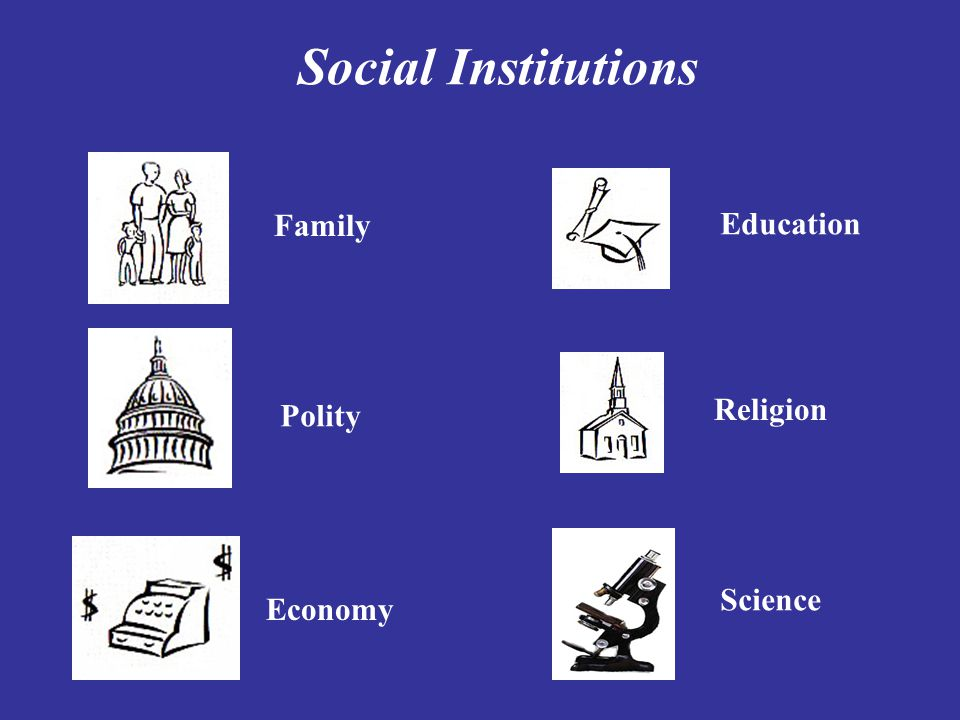 Social Institutions
Family
Education
Polity
Religion
$
$
Economy
Science